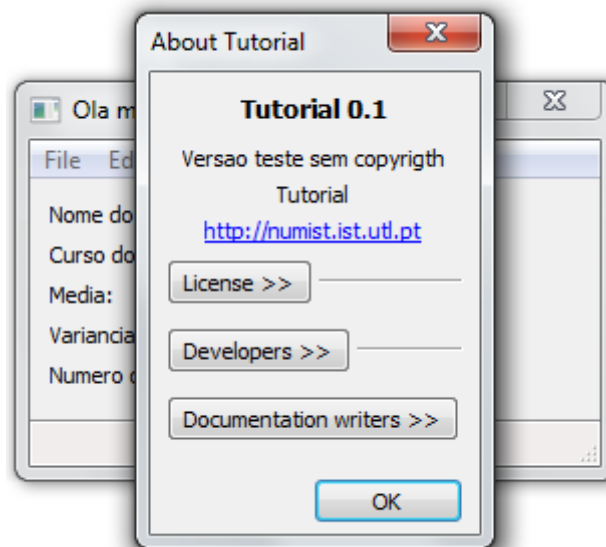 About Tutorial
Tutorial 0.1
Versao teste sem copyrigth
Tutorial
http://numist.ist.utl.pt
License >>
Developers >>
Documentation writers >>
OK
Ola
File
Nome do
Curso do
Media:
Variancia
Numero